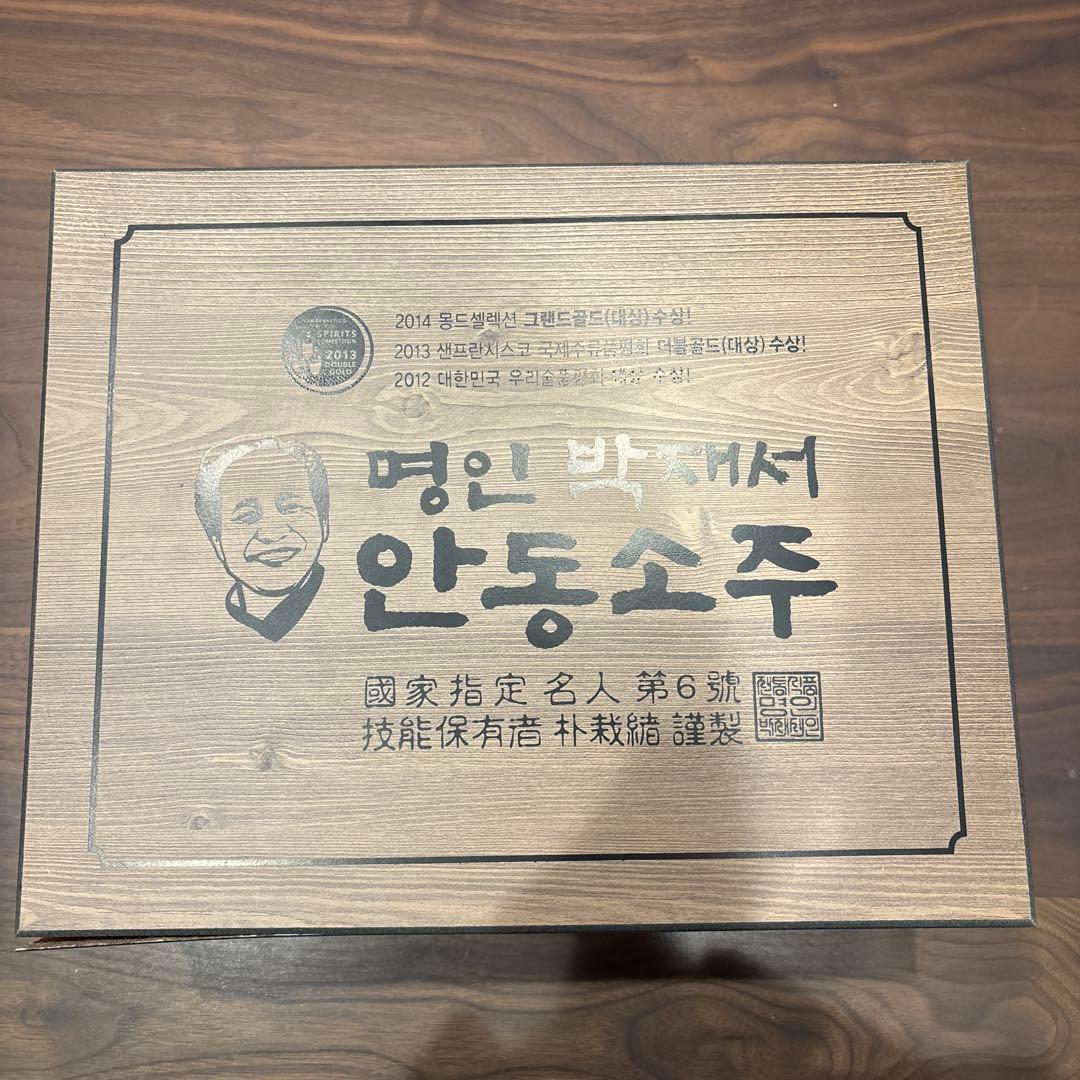 SPIRITS
COMPETITION
2013
DOUBLE
GOLD
2014 몽드셀렉션 그랜드골드(대상) 수상!
2013 샌프란시스코 국제주류품평회 더블골드(대상) 수상!
2012 대한민국 우리술품평회 대상 수상!
명인 박재서
안동소주
國家指定 名人 第6號
技能保有者 朴栽緖 謹製